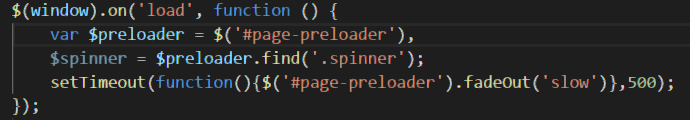 $(window).on('load', function () {
var $preloader = $('#page-preloader'),
$spinner = $preloader.find('.spinner');
setTimeout(function(){$('#page-preloader').fadeOut('slow')},500);
});